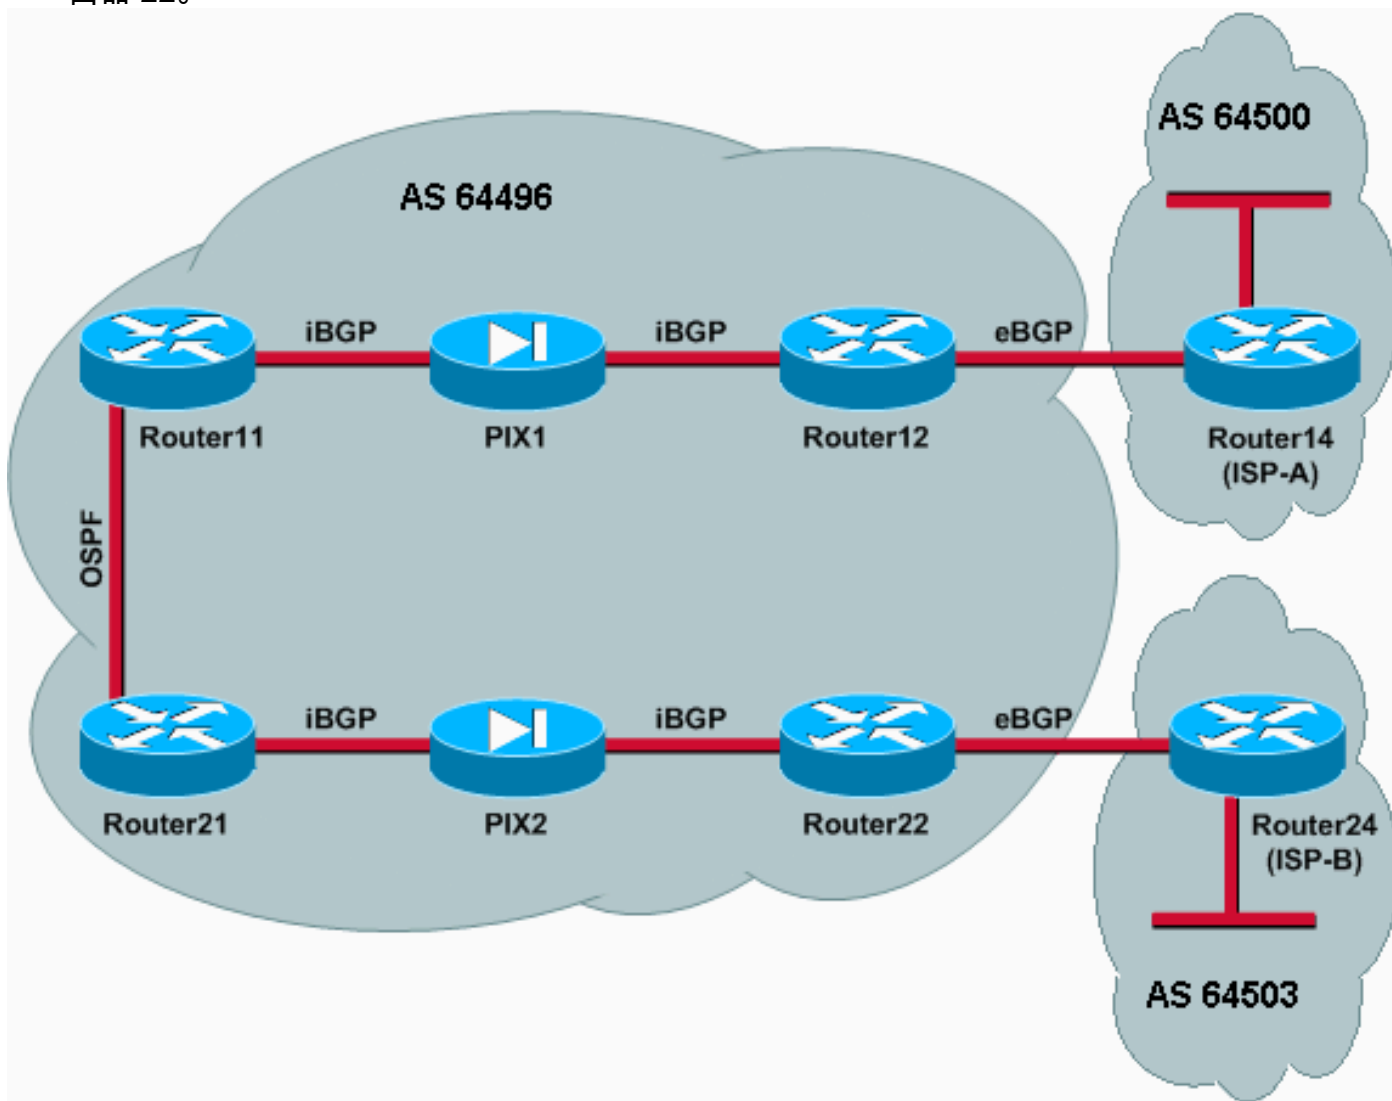 AS 64500
AS 64496
iBGP
iBGP
eBGP
Router11
PIX1
Router12
Router14
(ISP-A)
OSPF
iBGP
iBGP
eBGP
Router21
PIX2
Router22
Router24
(ISP-B)
AS 64503